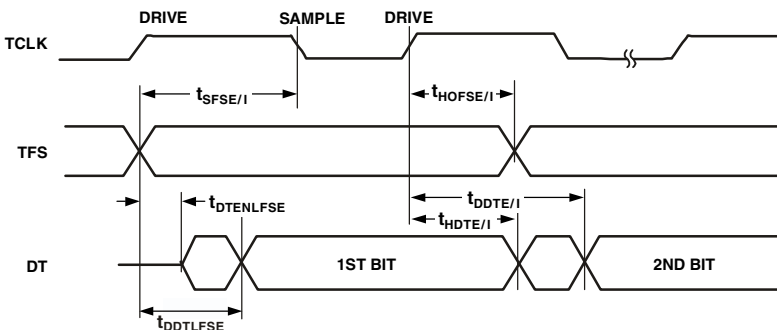 DRIVE SAMPLE DRIVE
TCLK
tSFSE/I tHOFSE/I
TFS
tDTENLFSE tDDTE/I
tHDTE/I
DT 1ST BIT 2ND BIT
tDDTLFSE